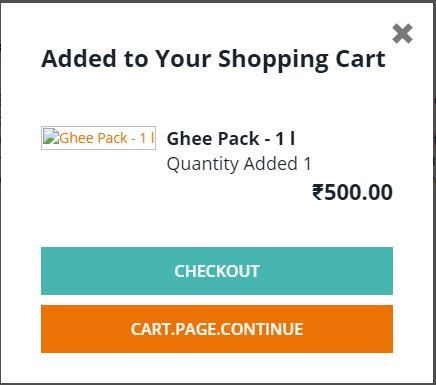 Added to Your Shopping Cart
Ghee Pack - 1 l
Ghee Pack - 1 l
Quantity Added 1
₹500.00
CHECKOUT
CART.PAGE.CONTINUE